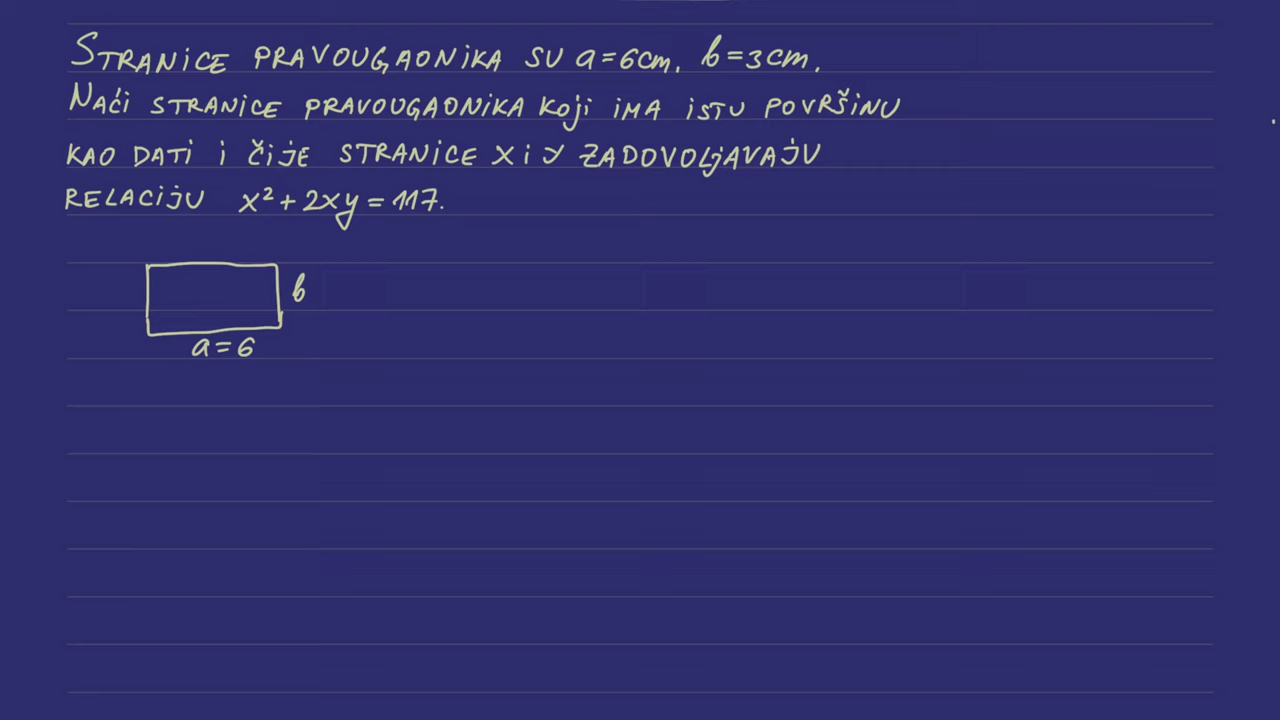 STRANICE PRAVOUGAONIKA SU a=6cm, b=3cm.
NAĆI STRANICE PRAVOUGAONIKA KOJI IMA ISTU POVRŠINU
KAO DATI I ČIJE STRANICE X i Y ZADOVOLJAVAJU
RELACIJU x²+2xy=117.
b
a=6